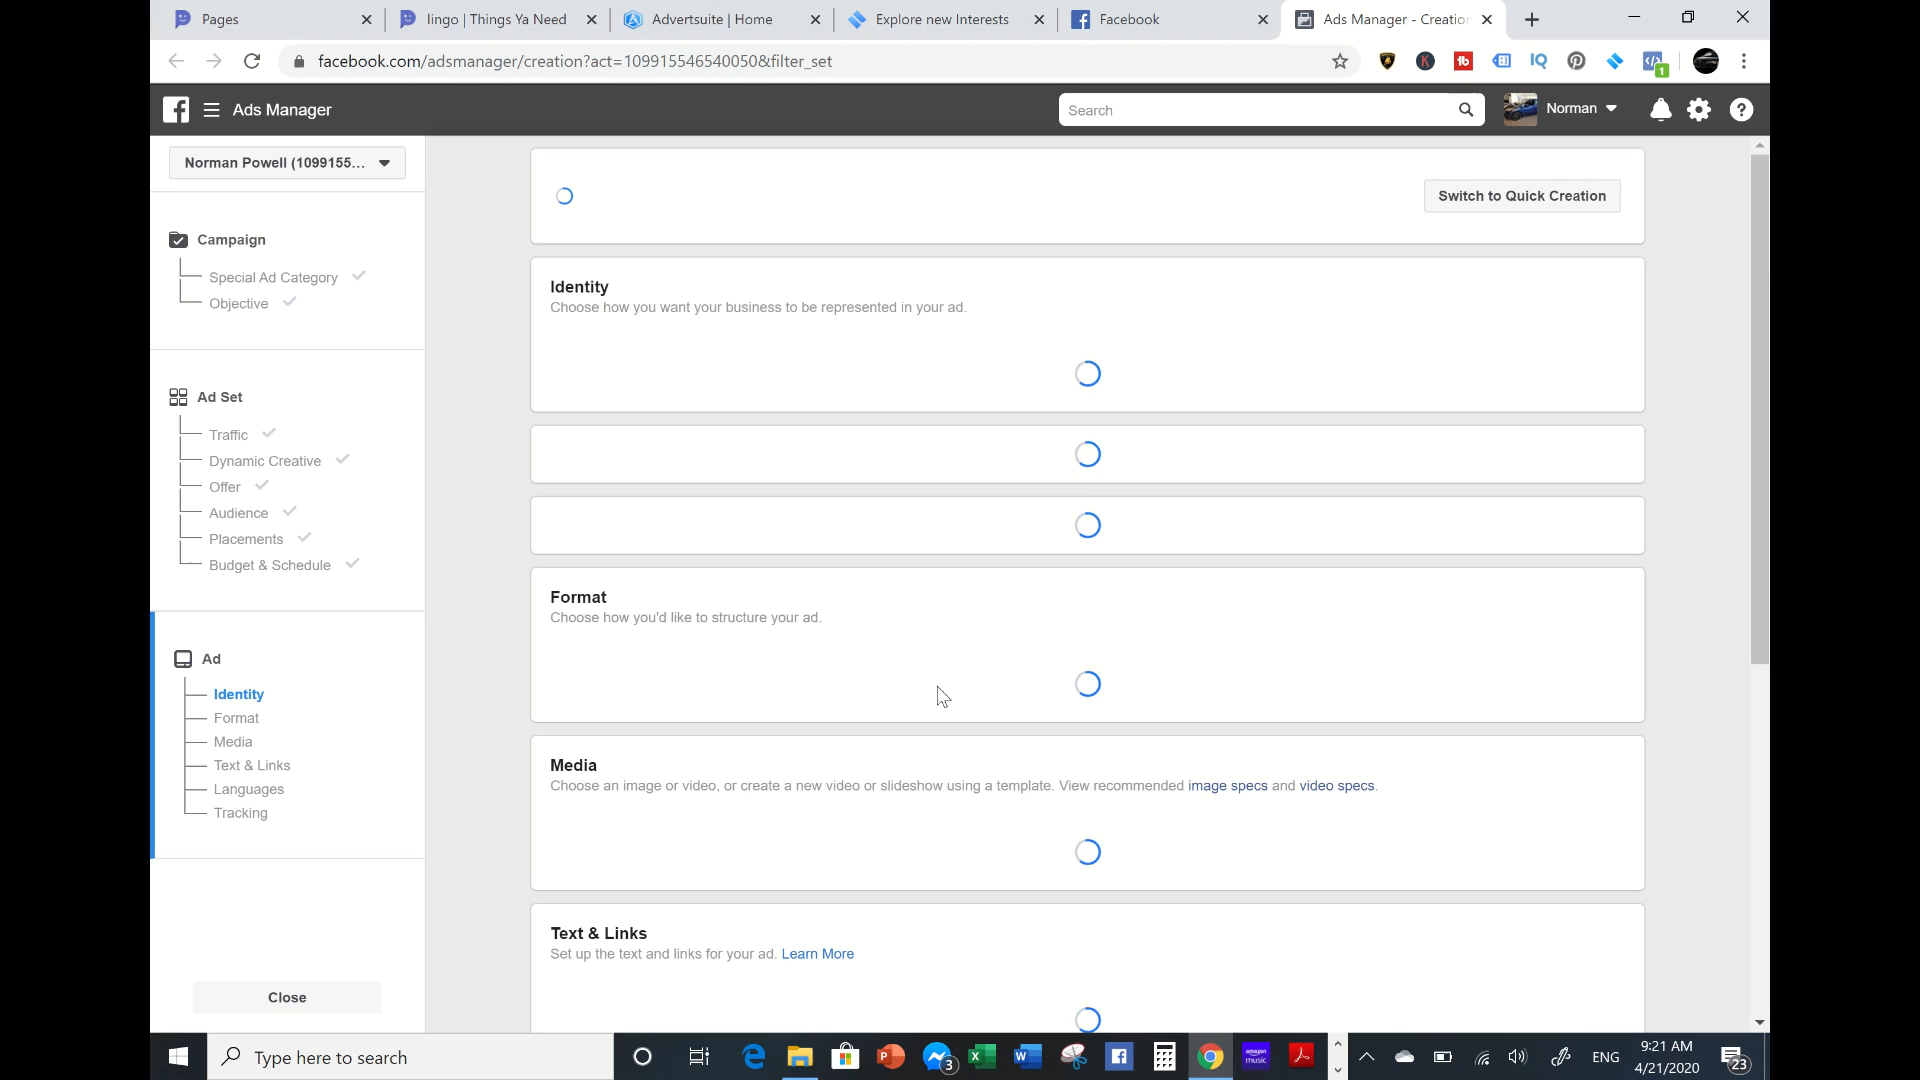 Pages
lingo | Things Ya Need
Advertsuite | Home
Explore new Interests
Facebook
Ads Manager - Creation
facebook.com/adsmanager/creation?act=109915546540050&filter_set
1
Ads Manager
Search
Norman
Norman Powell (1099155...
Campaign
Special Ad Category
Objective
Ad Set
Traffic
Dynamic Creative
Offer
Audience
Placements
Budget & Schedule
Ad
Identity
Format
Media
Text & Links
Languages
Tracking
Close
Switch to Quick Creation
Identity
Choose how you want your business to be represented in your ad.
Format
Choose how you'd like to structure your ad.
Media
Choose an image or video, or create a new video or slideshow using a template. View recommended image specs and video specs.
Text & Links
Set up the text and links for your ad. Learn More
Type here to search
3
amazon music
ENG
9:21 AM
4/21/2020
23